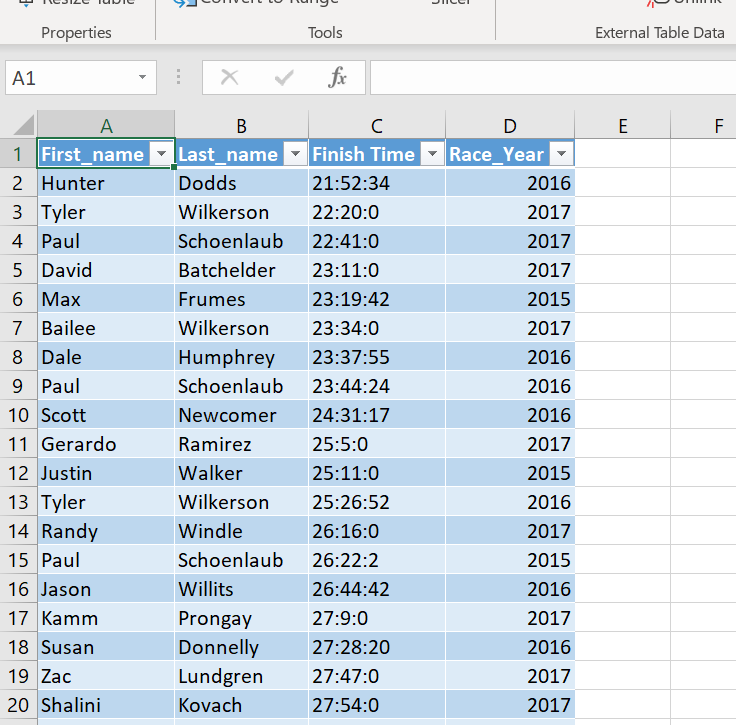 Resize Table Convert to Range Slicer Unlink
Properties Tools External Table Data
A1 fx
A B C D E F
1 First_name Last_name Finish Time Race_Year
2 Hunter Dodds 21:52:34 2016
3 Tyler Wilkerson 22:20:0 2017
4 Paul Schoenlaub 22:41:0 2017
5 David Batchelder 23:11:0 2017
6 Max Frumes 23:19:42 2015
7 Bailee Wilkerson 23:34:0 2017
8 Dale Humphrey 23:37:55 2016
9 Paul Schoenlaub 23:44:24 2016
10 Scott Newcomer 24:31:17 2016
11 Gerardo Ramirez 25:5:0 2017
12 Justin Walker 25:11:0 2015
13 Tyler Wilkerson 25:26:52 2016
14 Randy Windle 26:16:0 2017
15 Paul Schoenlaub 26:22:2 2015
16 Jason Willits 26:44:42 2016
17 Kamm Prongay 27:9:0 2017
18 Susan Donnelly 27:28:20 2016
19 Zac Lundgren 27:47:0 2017
20 Shalini Kovach 27:54:0 2017